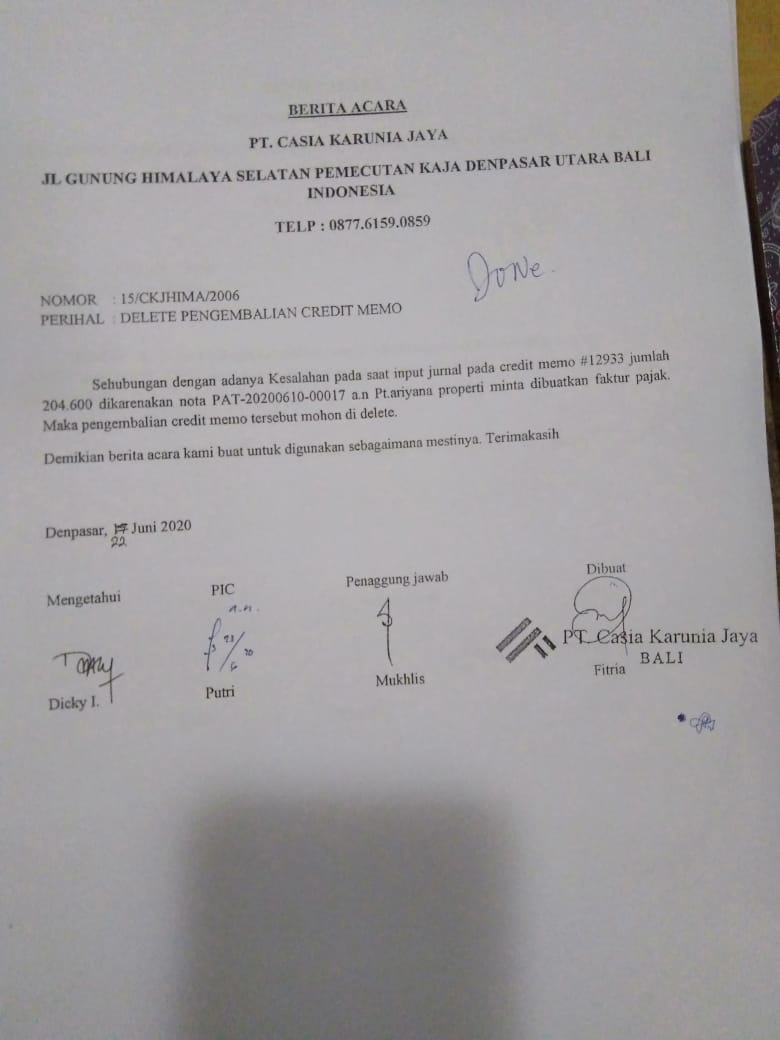 BERITA ACARA
PT. CASIA KARUNIA JAYA
JL GUNUNG HIMALAYA SELATAN PEMECUTAN KAJA DENPASAR UTARA BALI
INDONESIA
TELP : 0877.6159.0859
Done.
NOMOR : 15/CKJHIMA/2006
PERIHAL : DELETE PENGEMBALIAN CREDIT MEMO
Sehubungan dengan adanya Kesalahan pada saat input jurnal pada credit memo #12933 jumlah
204.600 dikarenakan nota PAT-20200610-00017 a.n Pt.ariyana properti minta dibuatkan faktur pajak.
Maka pengembalian credit memo tersebut mohon di delete.
Demikian berita acara kami buat untuk digunakan sebagaimana mestinya. Terimakasih
Denpasar, 17 Juni 2020
22
Mengetahui PIC Penaggung jawab Dibuat
a.n.
PT. Casia Karunia Jaya
BALI
Dicky I. Putri Mukhlis Fitria